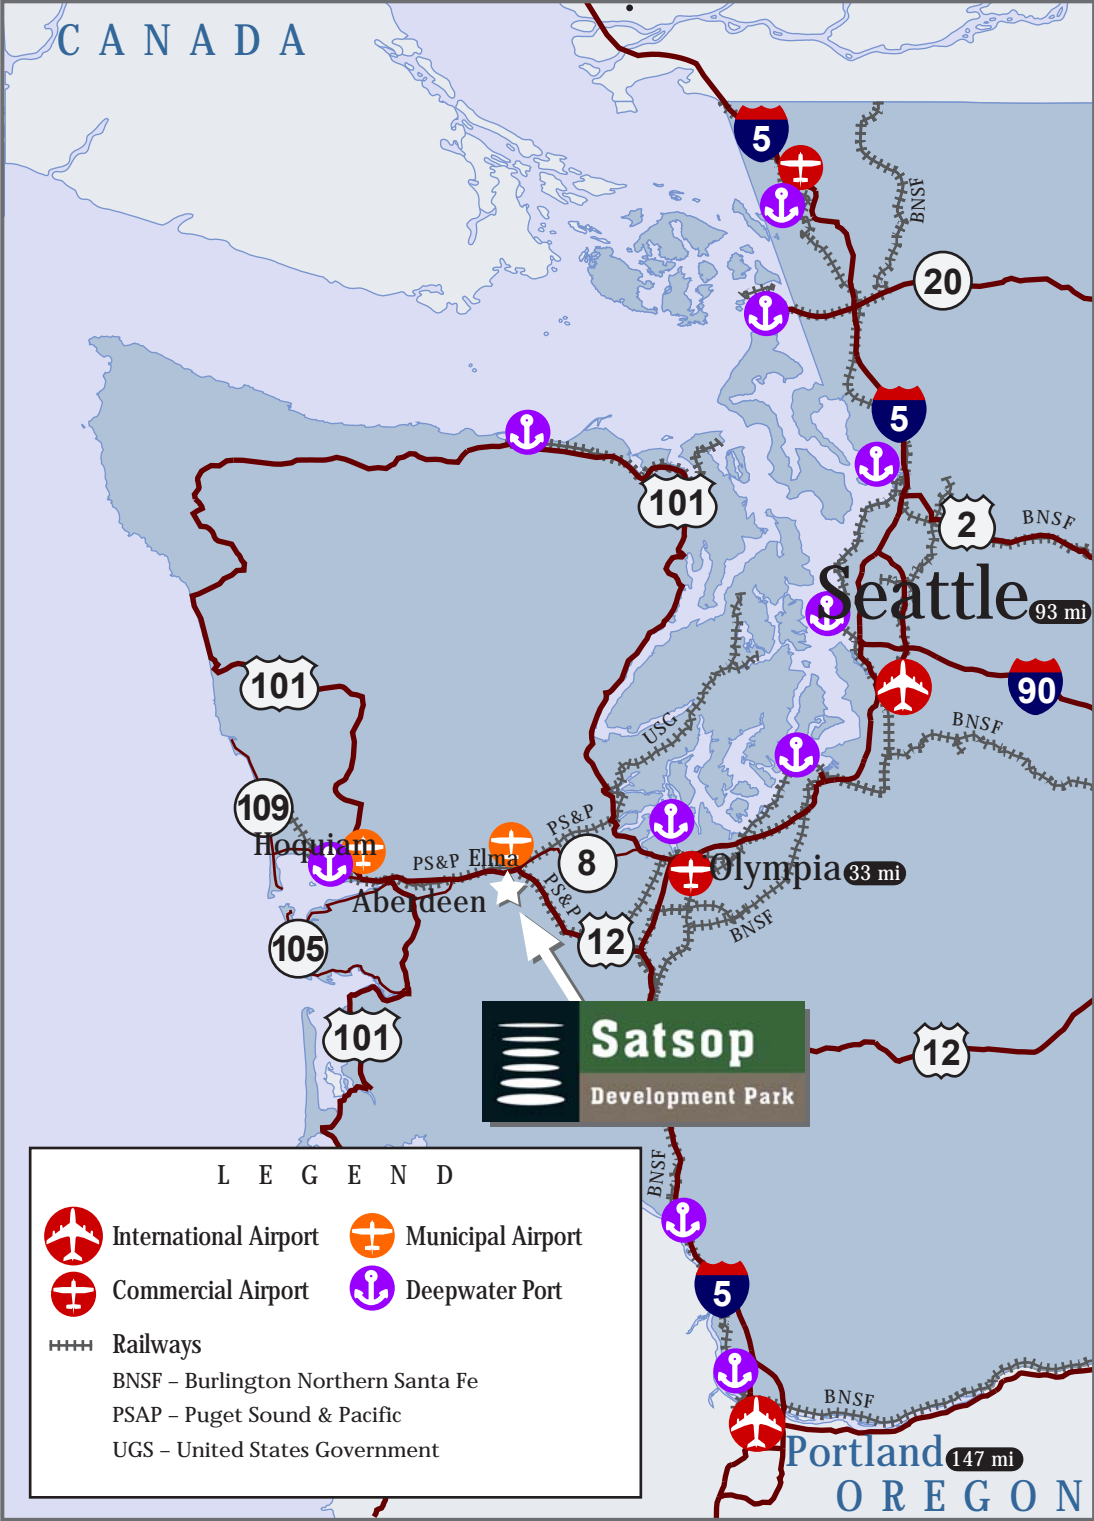 CANADA
5
BNSF
20
5
101
2
BNSF
Seattle 93 mi
101
90
USG
BNSF
109
PS&P
Hoquiam
PS&P
Elma
8
Olympia 33 mi
Aberdeen
PS&P
BNSF
105
12
101
Satsop
Development Park
12
BNSF
LEGEND
International Airport
Municipal Airport
Commercial Airport
Deepwater Port
Railways
BNSF – Burlington Northern Santa Fe
PSAP – Puget Sound & Pacific
UGS – United States Government
5
BNSF
Portland 147 mi
OREGON